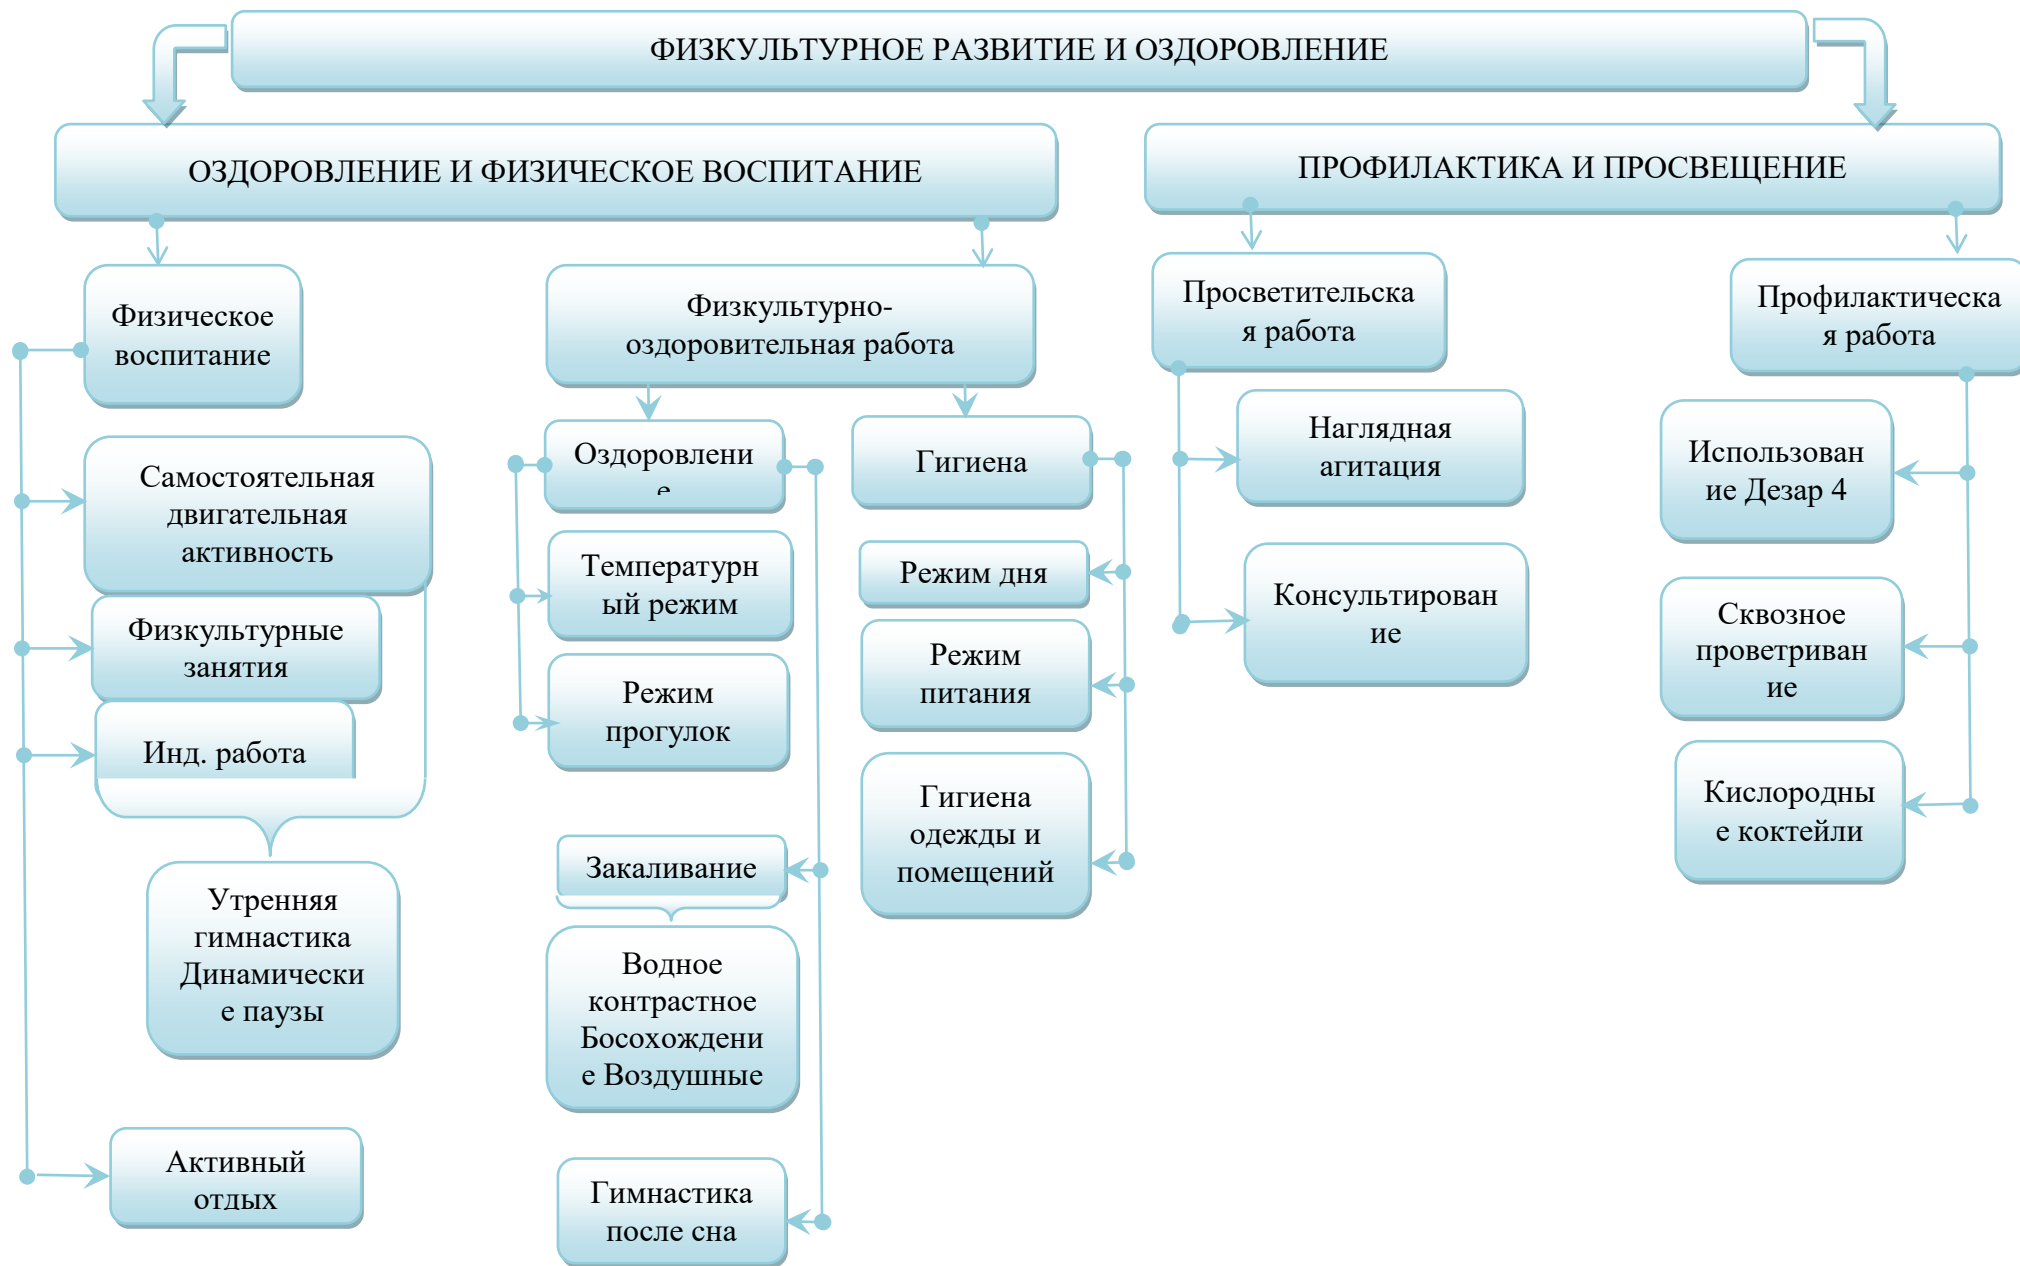 ФИЗКУЛЬТУРНОЕ РАЗВИТИЕ И ОЗДОРОВЛЕНИЕ
ОЗДОРОВЛЕНИЕ И ФИЗИЧЕСКОЕ ВОСПИТАНИЕ
ПРОФИЛАКТИКА И ПРОСВЕЩЕНИЕ
Физическое
воспитание
Самостоятельная
двигательная
активность
Физкультурные
занятия
Инд. работа
Утренняя
гимнастика
Динамически
е паузы
Активный
отдых
Физкультурно-
оздоровительная работа
Оздоровлени
е
Температурн
ый режим
Режим
прогулок
Закаливание
Водное
контрастное
Босохождени
е Воздушные
Гимнастика
после сна
Гигиена
Режим дня
Режим
питания
Гигиена
одежды и
помещений
Просветительска
я работа
Наглядная
агитация
Консультирован
ие
Профилактическа
я работа
Использован
ие Дезар 4
Сквозное
проветриван
ие
Кислородны
е коктейли